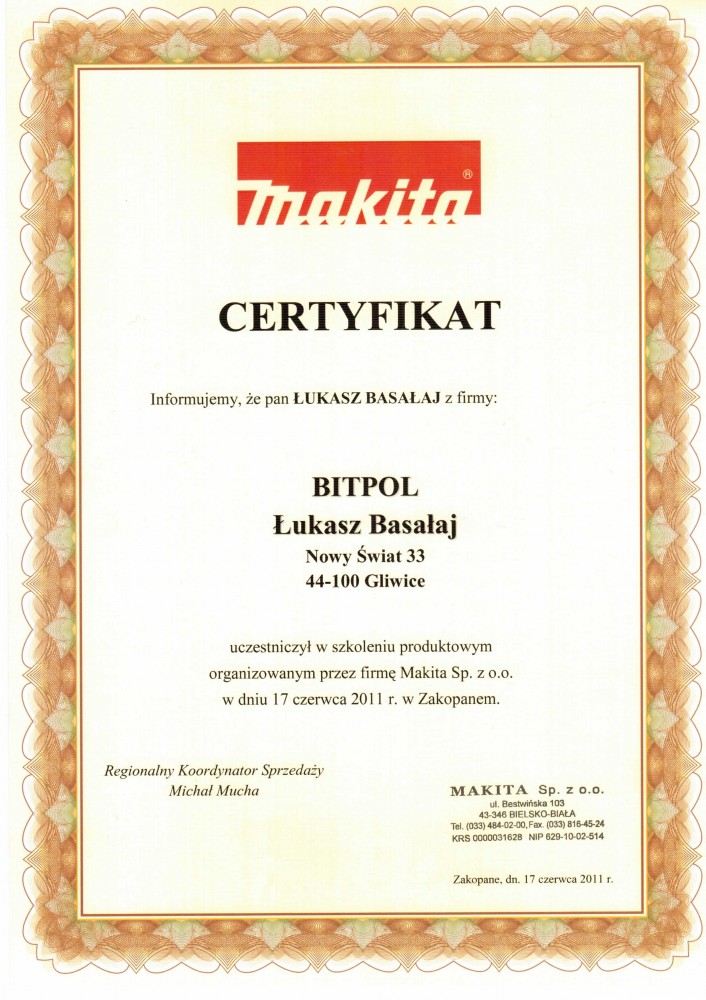 makita®
CERTYFIKAT
Informujemy, że pan ŁUKASZ BASAŁAJ z firmy:
BITPOL
Łukasz Basałaj
Nowy Świat 33
44-100 Gliwice
uczestniczył w szkoleniu produktowym
organizowanym przez firmę Makita Sp. z o.o.
w dniu 17 czerwca 2011 r. w Zakopanem.
Regionalny Koordynator Sprzedaży
Michał Mucha
MAKITA Sp. z o.o.
ul. Bestwińska 103
43-346 BIELSKO-BIAŁA
Tel. (033) 484-02-00, Fax. (033) 816-45-24
KRS 0000031628 NIP 629-10-02-514
Zakopane, dn. 17 czerwca 2011 r.